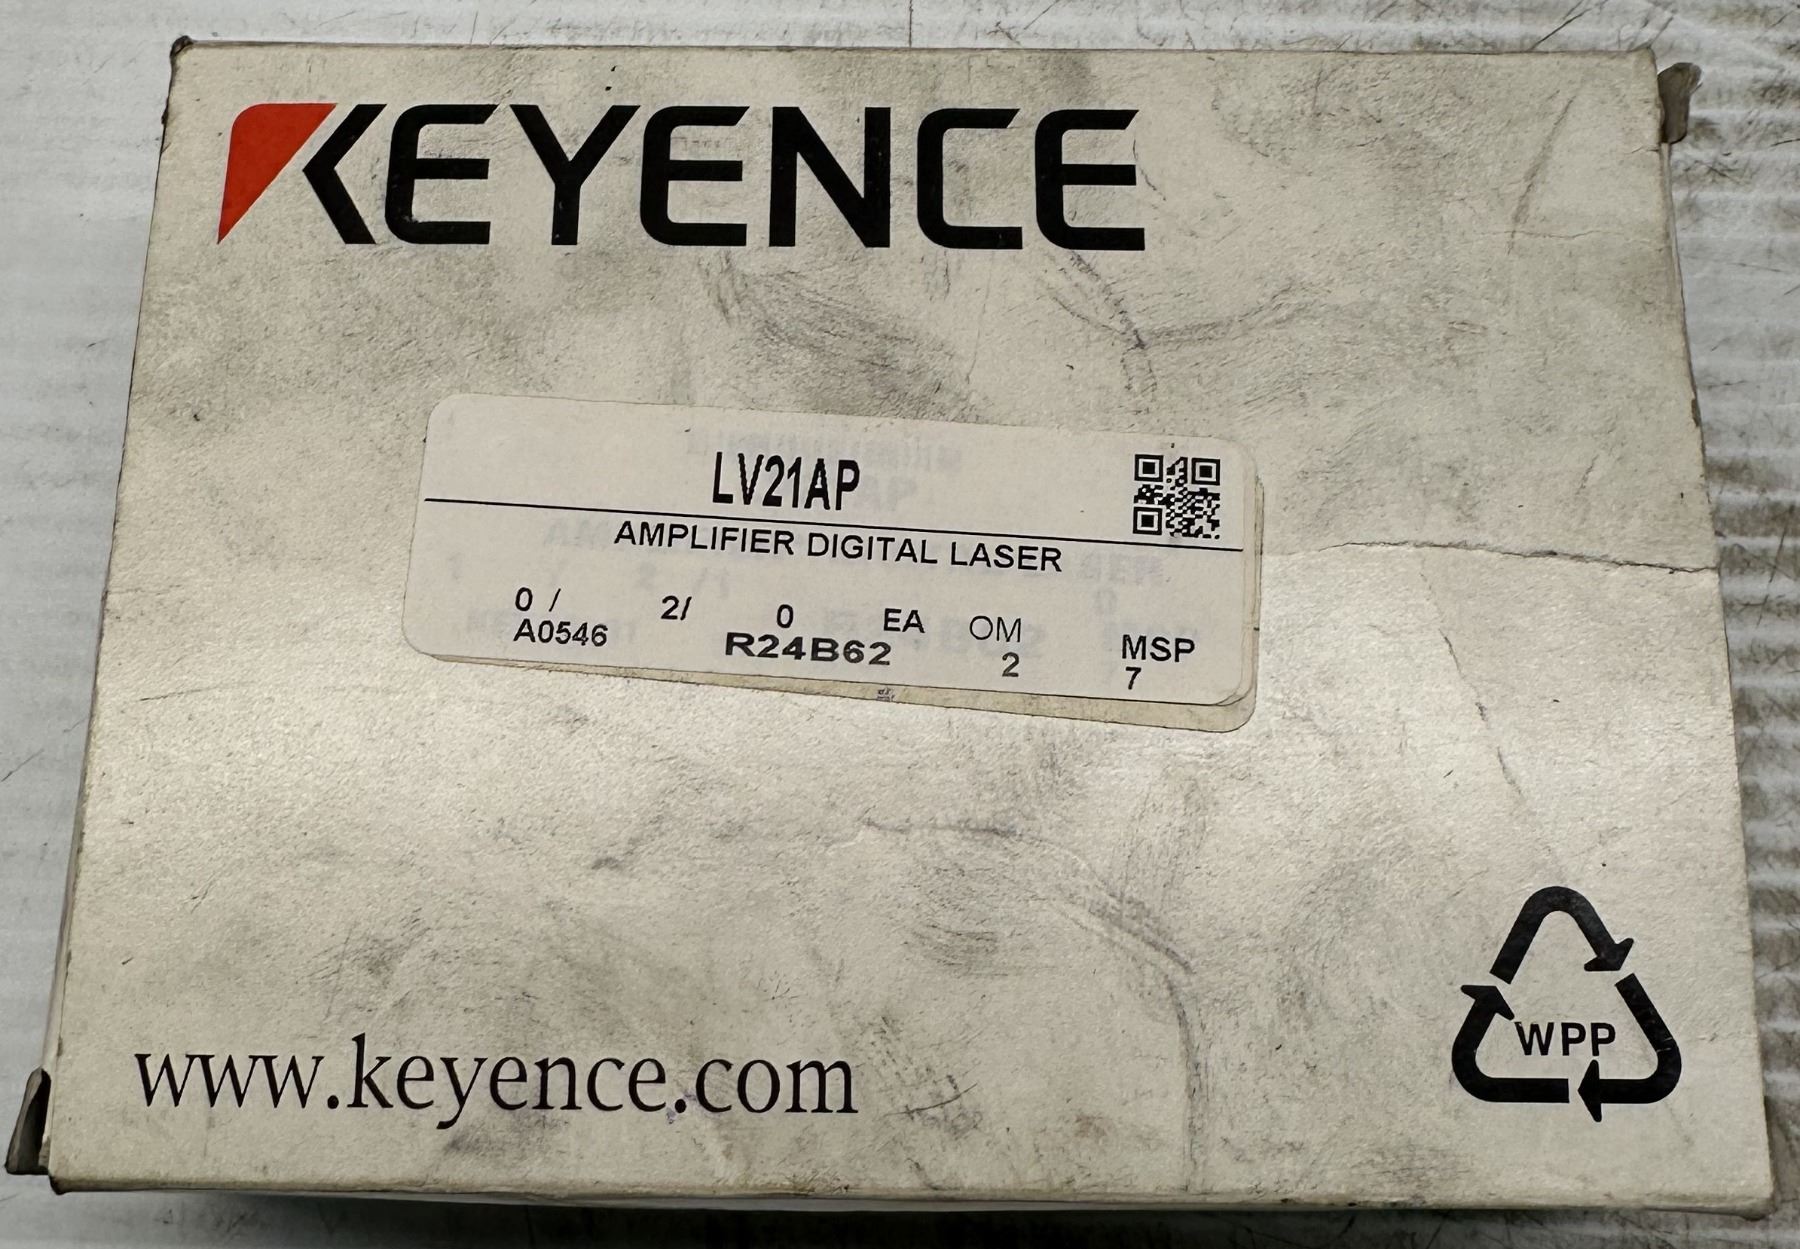 KEYENCE
LV21AP
AMPLIFIER DIGITAL LASER
0 / 2/ 0 EA OM
A0546 R24B62 2 MSP
7
www.keyence.com
WPP